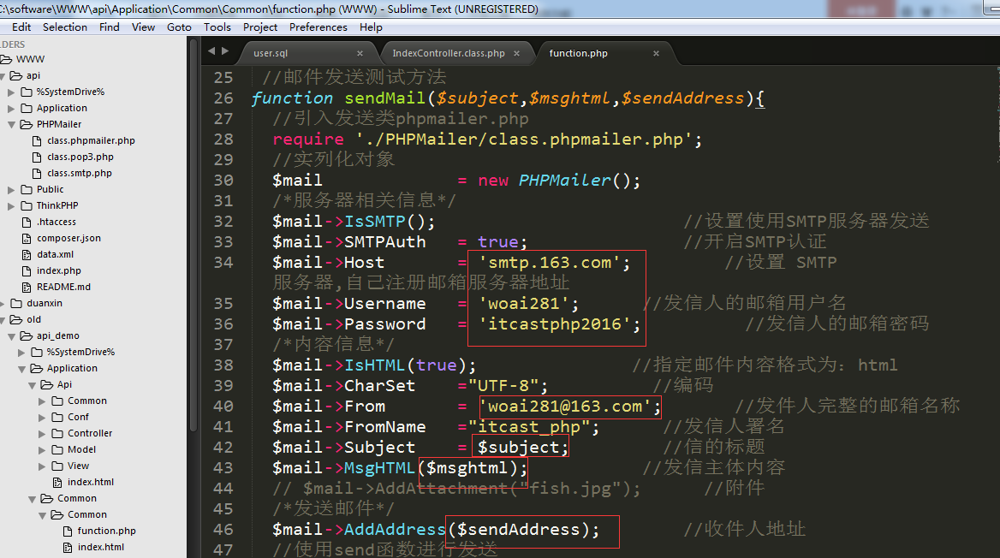 C:\software\WWW\api\Application\Common\Common\function.php (WWW) - Sublime Text (UNREGISTERED)
Edit Selection Find View Goto Tools Project Preferences Help
DERS
WWW
api
%SystemDrive%
Application
PHPMailer
class.phpmailer.php
class.pop3.php
class.smtp.php
Public
ThinkPHP
.htaccess
composer.json
data.xml
index.php
README.md
duanxin
old
api_demo
%SystemDrive%
Application
Api
Common
Conf
Controller
Model
View
index.html
Common
Common
function.php
index.html
user.sql × IndexController.class.php × function.php ×
25 //邮件发送测试方法
26 function sendMail($subject,$msghtml,$sendAddress){
27 //引入发送类phpmailer.php
28 require './PHPMailer/class.phpmailer.php';
29 //实列化对象
30 $mail = new PHPMailer();
31 /*服务器相关信息*/
32 $mail->IsSMTP(); //设置使用SMTP服务器发送
33 $mail->SMTPAuth = true; //开启SMTP认证
34 $mail->Host = 'smtp.163.com'; //设置 SMTP
服务器,自己注册邮箱服务器地址
35 $mail->Username = 'woai281'; //发信人的邮箱用户名
36 $mail->Password = 'itcastphp2016'; //发信人的邮箱密码
37 /*内容信息*/
38 $mail->IsHTML(true); //指定邮件内容格式为：html
39 $mail->CharSet ="UTF-8"; //编码
40 $mail->From = 'woai281@163.com'; //发件人完整的邮箱名称
41 $mail->FromName ="itcast_php"; //发信人署名
42 $mail->Subject = $subject; //信的标题
43 $mail->MsgHTML($msghtml); //发信主体内容
44 // $mail->AddAttachment("fish.jpg"); //附件
45 /*发送邮件*/
46 $mail->AddAddress($sendAddress); //收件人地址
47 //使用send函数进行发送